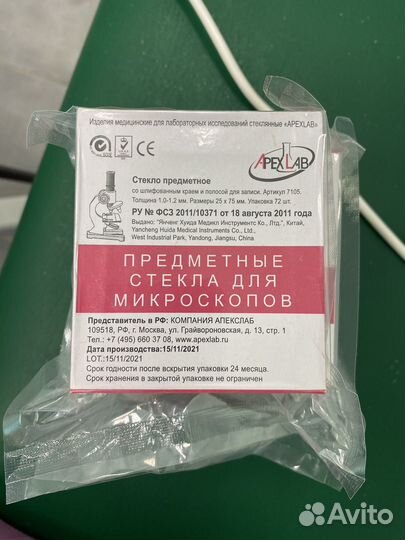 Изделия медицинские для лабораторных исследований стеклянные «APEXLAB»
APEXLAB
Стекло предметное
со шлифованным краем и полосой для записи. Артикул 7105.
Толщина 1.0-1.2 мм. Размеры 25 x 75 мм. Упаковка 72 шт.
РУ № ФСЗ 2011/10371 от 18 августа 2011 года
Выдано: "Янченг Хуида Медикл Инструментс Ко., Лтд.", Китай,
Yancheng Huida Medical Instruments Co., Ltd.,
West Industrial Park, Yandong, Jiangsu, China
ПРЕДМЕТНЫЕ
СТЕКЛА ДЛЯ
МИКРОСКОПОВ
Представитель в РФ: КОМПАНИЯ АПЕКСЛАБ
109518, РФ, г. Москва, ул. Грайвороновская, д. 13, стр. 1
Тел.: +7 (495) 660 37 08, www.apexlab.ru
Дата производства:15/11/2021
LOT.:15/11/2021
Срок годности после вскрытия упаковки 24 месяца.
Срок хранения в закрытой упаковке не ограничен
Avito